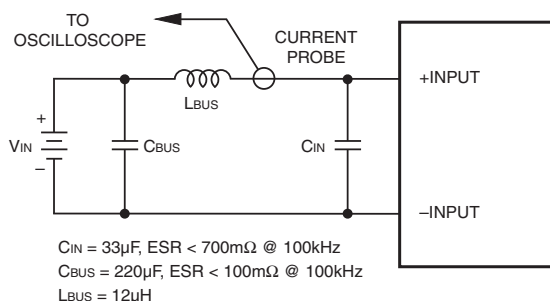 TO
OSCILLOSCOPE
CURRENT
PROBE
+INPUT
LBUS
+
VIN
–
CBUS
CIN
–INPUT
CIN = 33µF, ESR < 700mΩ @ 100kHz
CBUS = 220µF, ESR < 100mΩ @ 100kHz
LBUS = 12µH